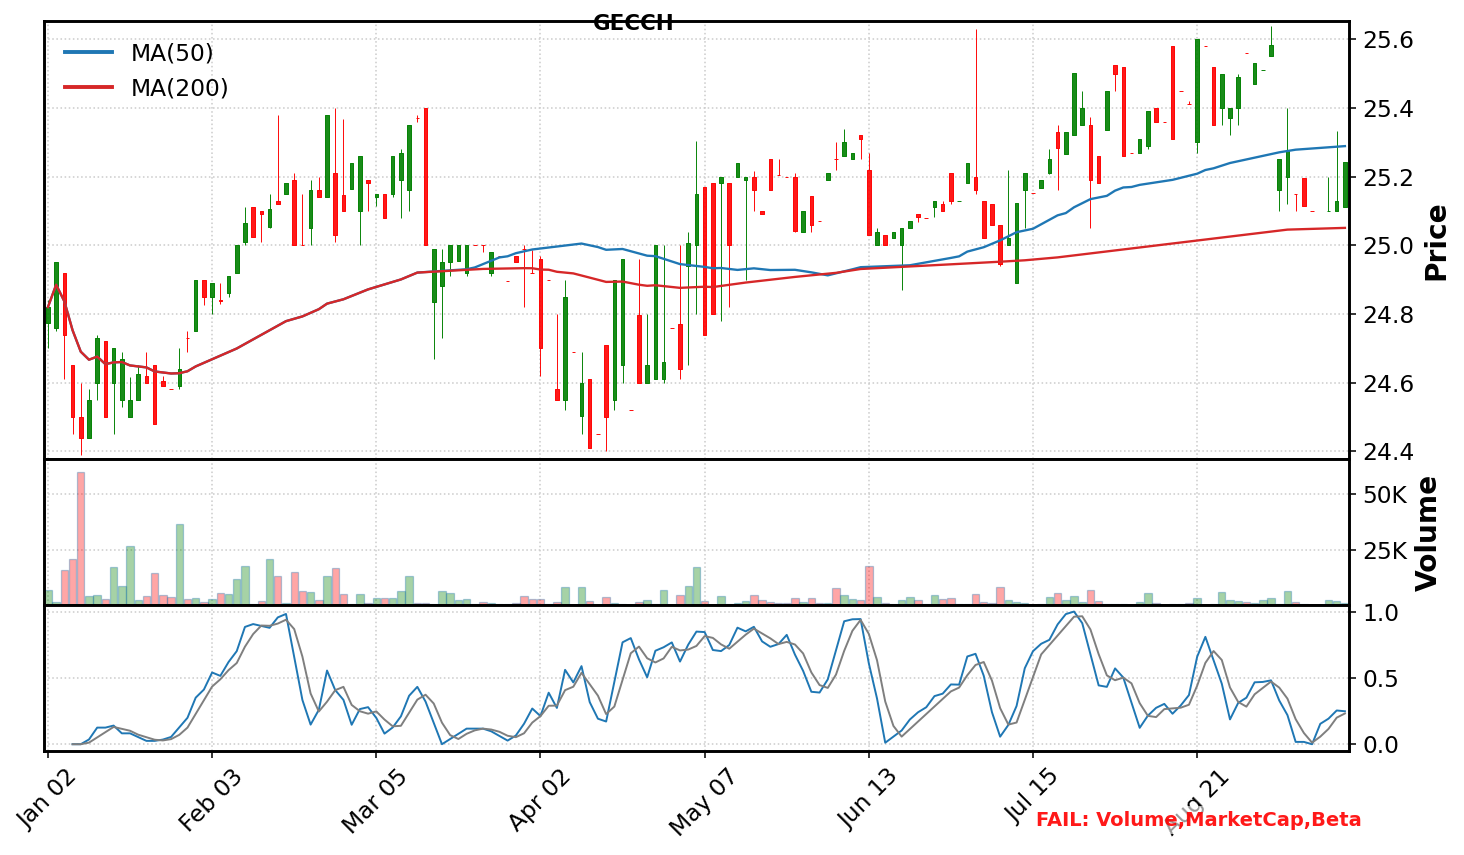 GECCH
MA(50)
MA(200)
25.6
25.4
25.2
25.0
24.8
24.6
24.4
Price
50K
25K
Volume
1.0
0.5
0.0
Jan 02
Feb 03
Mar 05
Apr 02
May 07
Jun 13
Jul 15
Aug 21
FAIL: Volume,MarketCap,Beta